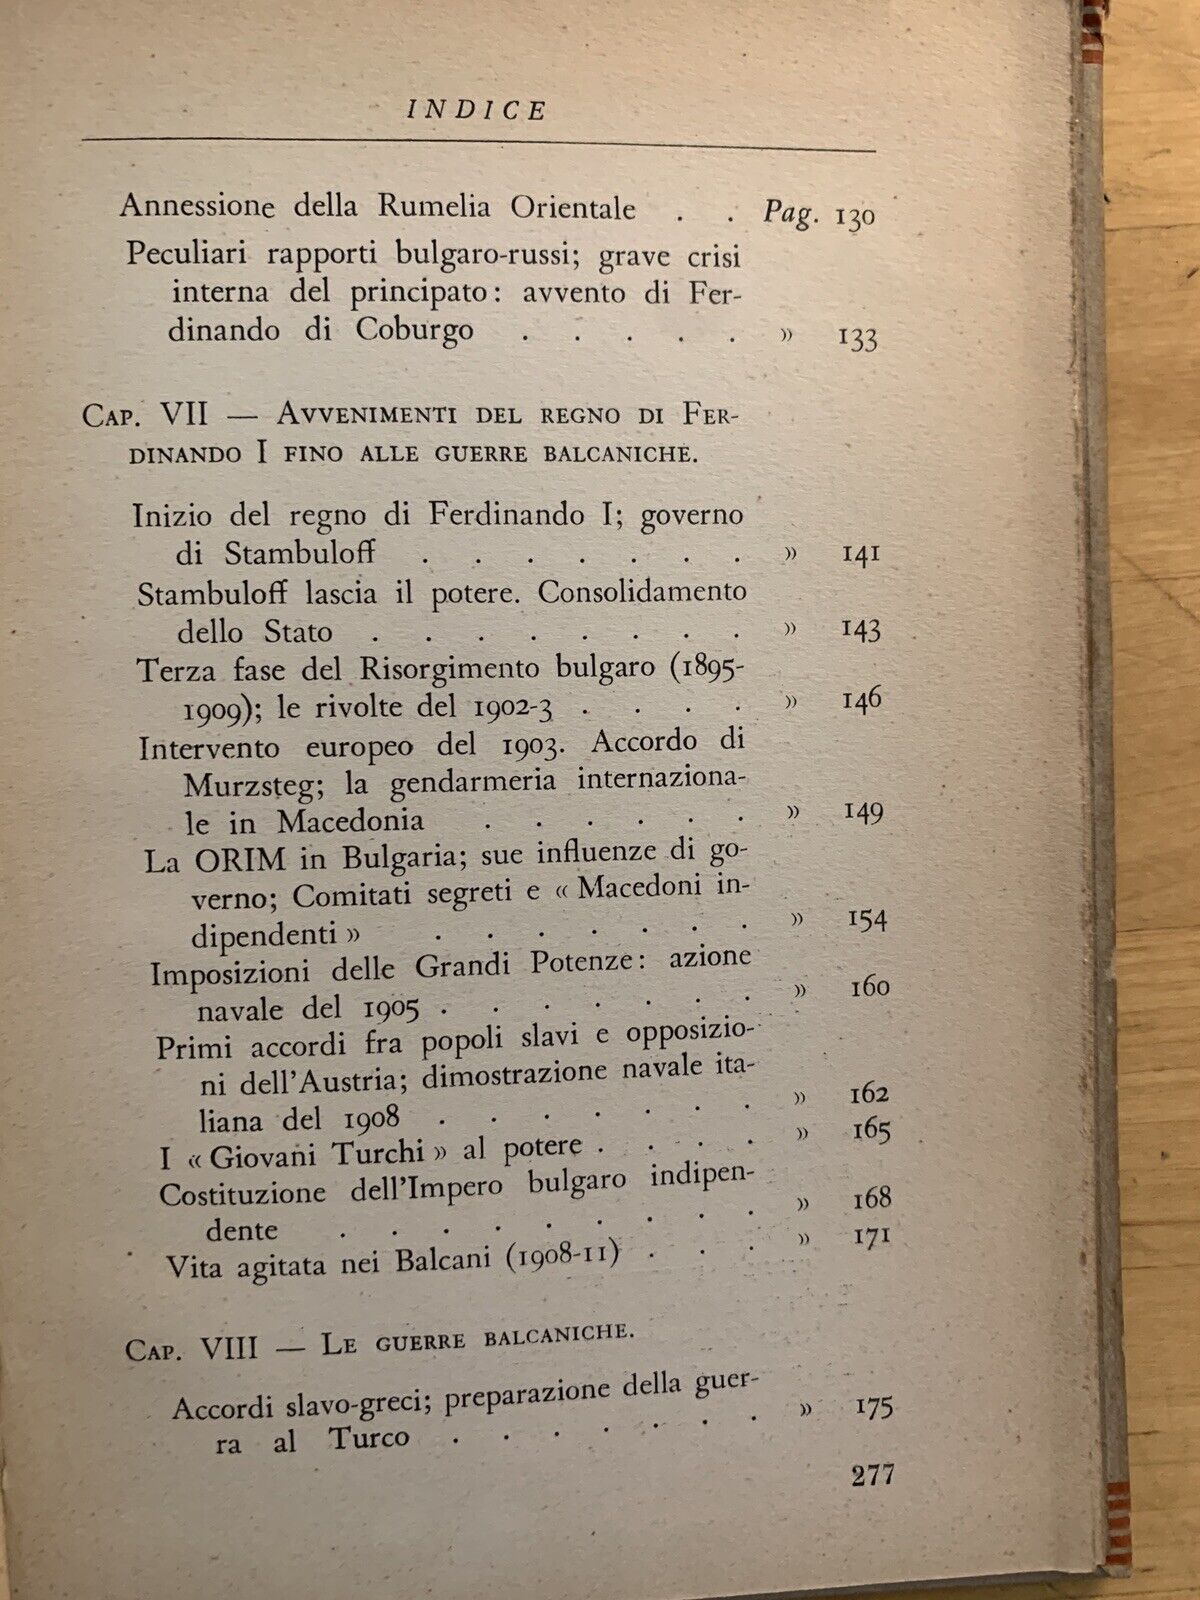 INDICE
Annessione della Rumelia Orientale . . Pag. 130
Peculiari rapporti bulgaro-russi; grave crisi
interna del principato: avvento di Fer-
dinando di Coburgo . . . . . » 133
Cap. VII — Avvenimenti del regno di Fer-
dinando I fino alle guerre balcaniche.
Inizio del regno di Ferdinando I; governo
di Stambuloff . . . . . . . » 141
Stambuloff lascia il potere. Consolidamento
dello Stato . . . . . . . . » 143
Terza fase del Risorgimento bulgaro (1895-
1909); le rivolte del 1902-3 . . . . » 146
Intervento europeo del 1903. Accordo di
Murzsteg; la gendarmeria internaziona-
le in Macedonia . . . . . . » 149
La ORIM in Bulgaria; sue influenze di go-
verno; Comitati segreti e « Macedoni in-
dipendenti » . . . . . . . » 154
Imposizioni delle Grandi Potenze: azione
navale del 1905 . . . . . . . » 160
Primi accordi fra popoli slavi e opposizio-
ni dell'Austria; dimostrazione navale ita-
liana del 1908 . . . . . . . » 162
I « Giovani Turchi » al potere . . . . » 165
Costituzione dell'Impero bulgaro indipen-
dente . . . . . . . . . » 168
Vita agitata nei Balcani (1908-11) . . . » 171
Cap. VIII — Le guerre balcaniche.
Accordi slavo-greci; preparazione della guer-
ra al Turco . . . . . . . » 175
277